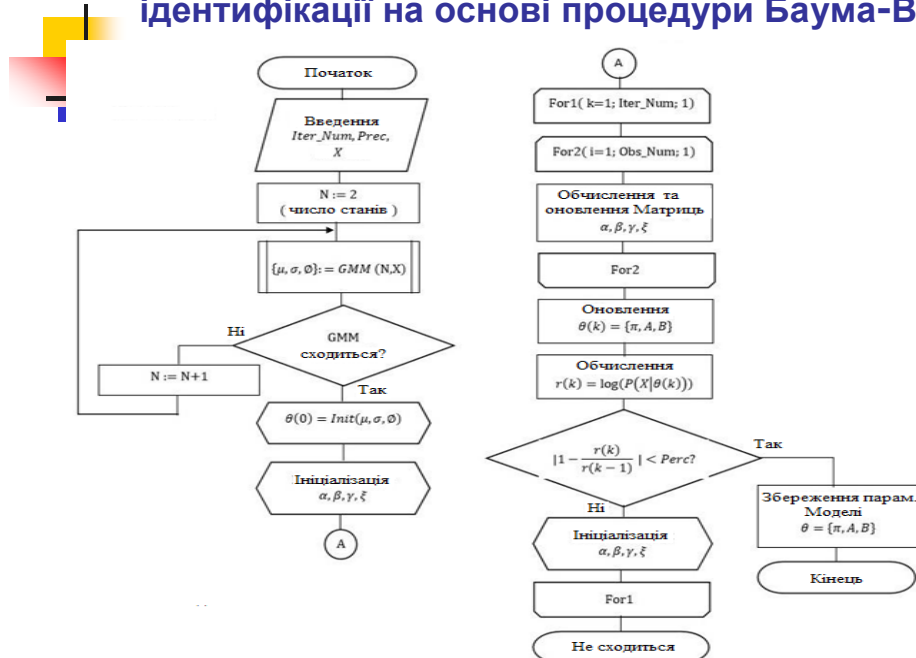 ідентифікації на основі процедури Баума-В
Початок
Введення
Iter_Num, Prec,
X
N := 2
( число станів )
{μ, σ, Ø}: = GMM (N,X)
Ні
GMM
сходиться?
N := N+1
Так
θ(0) = Init(μ, σ, Ø)
Ініціалізація
α, β, γ, ξ
A
A
For1( k=1; Iter_Num; 1)
For2( i=1; Obs_Num; 1)
Обчислення та
оновлення Матриць
α, β, γ, ξ
For2
Оновлення
θ(k) = {π, A, B}
Обчислення
r(k) = log(P(X|θ(k)))
|1 − r(k)/r(k − 1) | < Perc?
Так
Ні
Збереження парам.
Моделі
θ = {π, A, B}
Кінець
Ініціалізація
α, β, γ, ξ
For1
Не сходиться